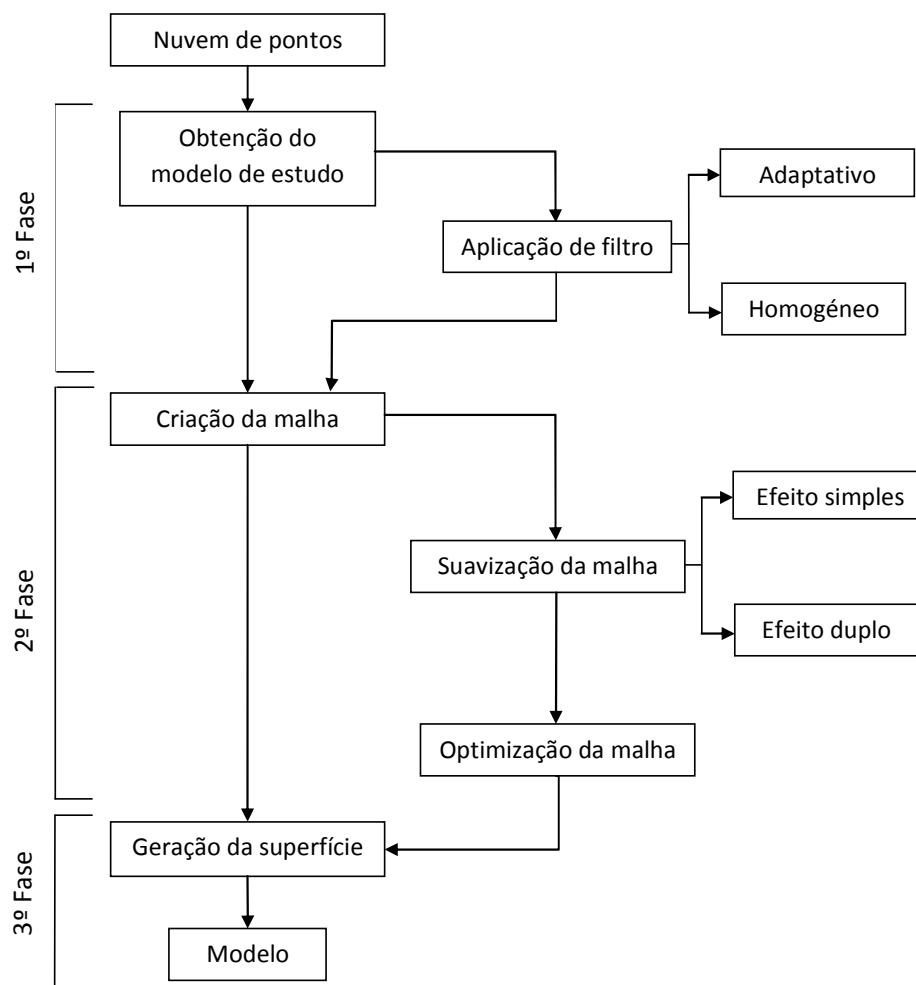 Nuvem de pontos
1º Fase
Obtenção do
modelo de estudo
Adaptativo
Aplicação de filtro
Homogéneo
2º Fase
Criação da malha
Efeito simples
Suavização da malha
Efeito duplo
Optimização da malha
3º Fase
Geração da superfície
Modelo